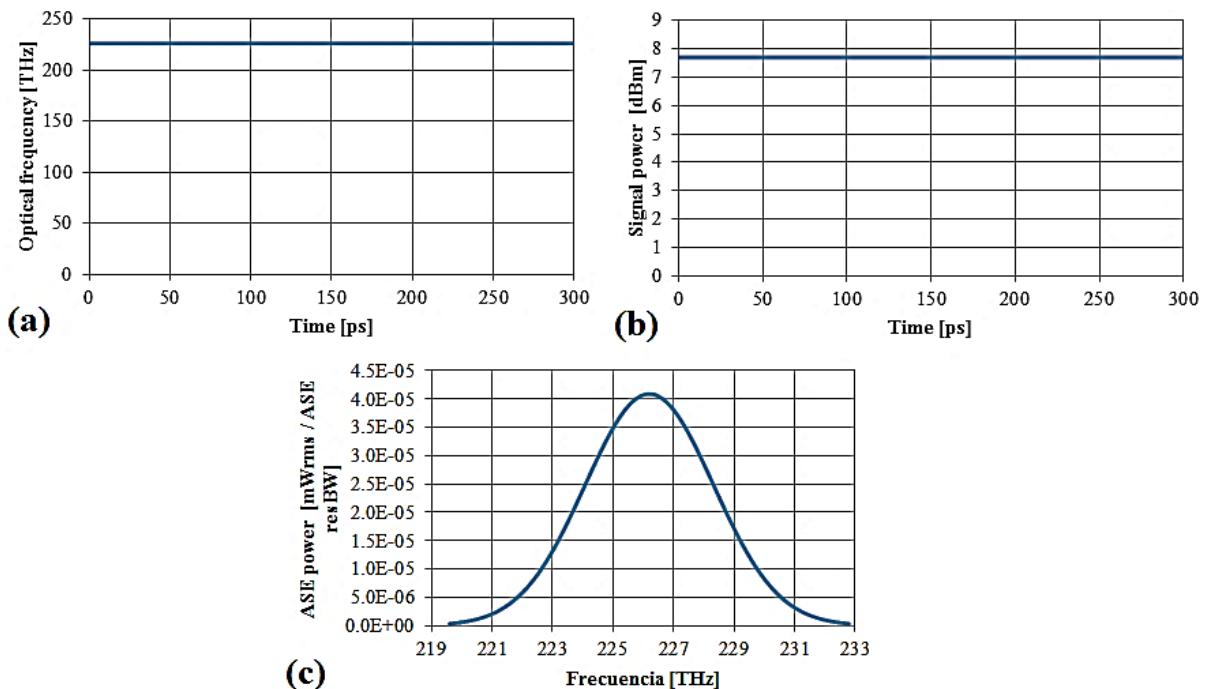 Optical frequency [THz]
250
200
150
100
50
0
0 50 100 150 200 250 300
Time [ps]
(a)
Signal power [dBm]
9
8
7
6
5
4
3
2
1
0
0 50 100 150 200 250 300
Time [ps]
(b)
ASE power [mWrms / ASE
resBW]
4.5E-05
4.0E-05
3.5E-05
3.0E-05
2.5E-05
2.0E-05
1.5E-05
1.0E-05
5.0E-06
0.0E+00
219 221 223 225 227 229 231 233
Frecuencia [THz]
(c)